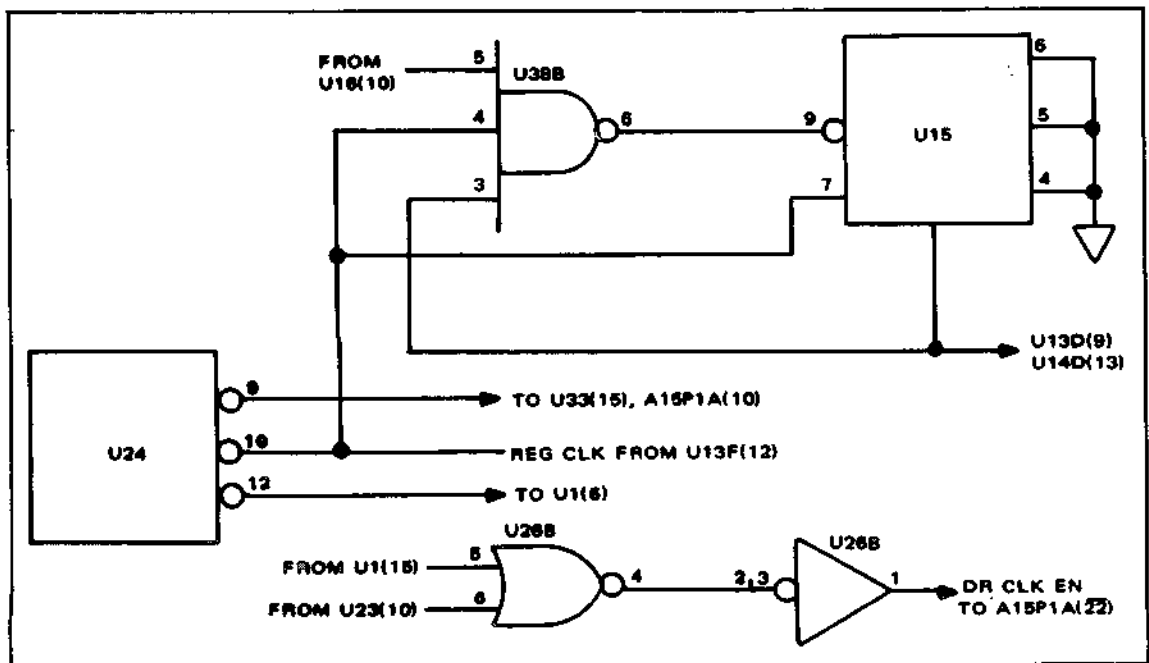 FROM
U16(10)
5
U38B
4
6
3
9
7
U15
6
5
4
U13D(9)
U14D(13)
U24
9
TO U33(15), A15P1A(10)
10
REG CLK FROM U13F(12)
12
TO U1(6)
U26B
FROM U1(15)
5
FROM U23(10)
6
4
U26B
2,3
1
DR CLK EN
TO A15P1A(22)